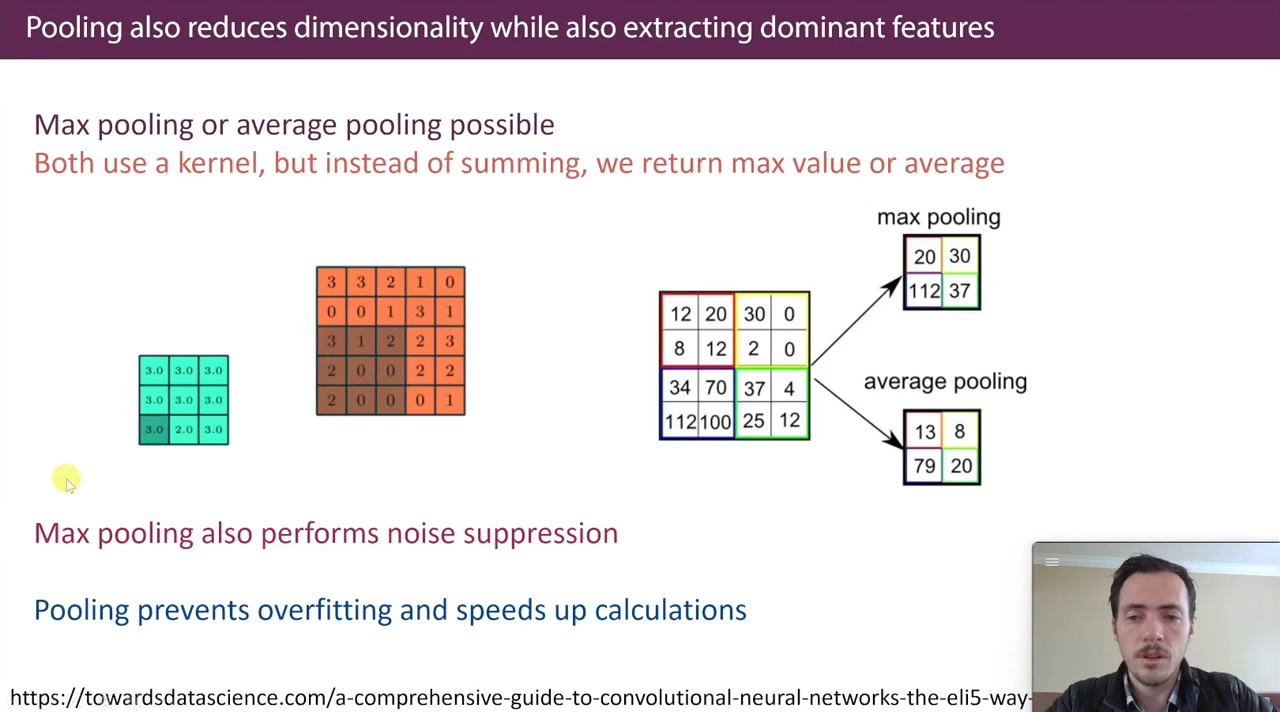 Pooling also reduces dimensionality while also extracting dominant features
Max pooling or average pooling possible
Both use a kernel, but instead of summing, we return max value or average
3.0 3.0 3.0
3.0 3.0 3.0
3.0 2.0 3.0
3 3 2 1 0
0 0 1 3 1
3 1 2 2 3
2 0 0 2 2
2 0 0 0 1
12 20 30 0
8 12 2 0
34 70 37 4
112 100 25 12
max pooling
20 30
112 37
average pooling
13 8
79 20
Max pooling also performs noise suppression
Pooling prevents overfitting and speeds up calculations
https://towardsdatascience.com/a-comprehensive-guide-to-convolutional-neural-networks-the-eli5-way-